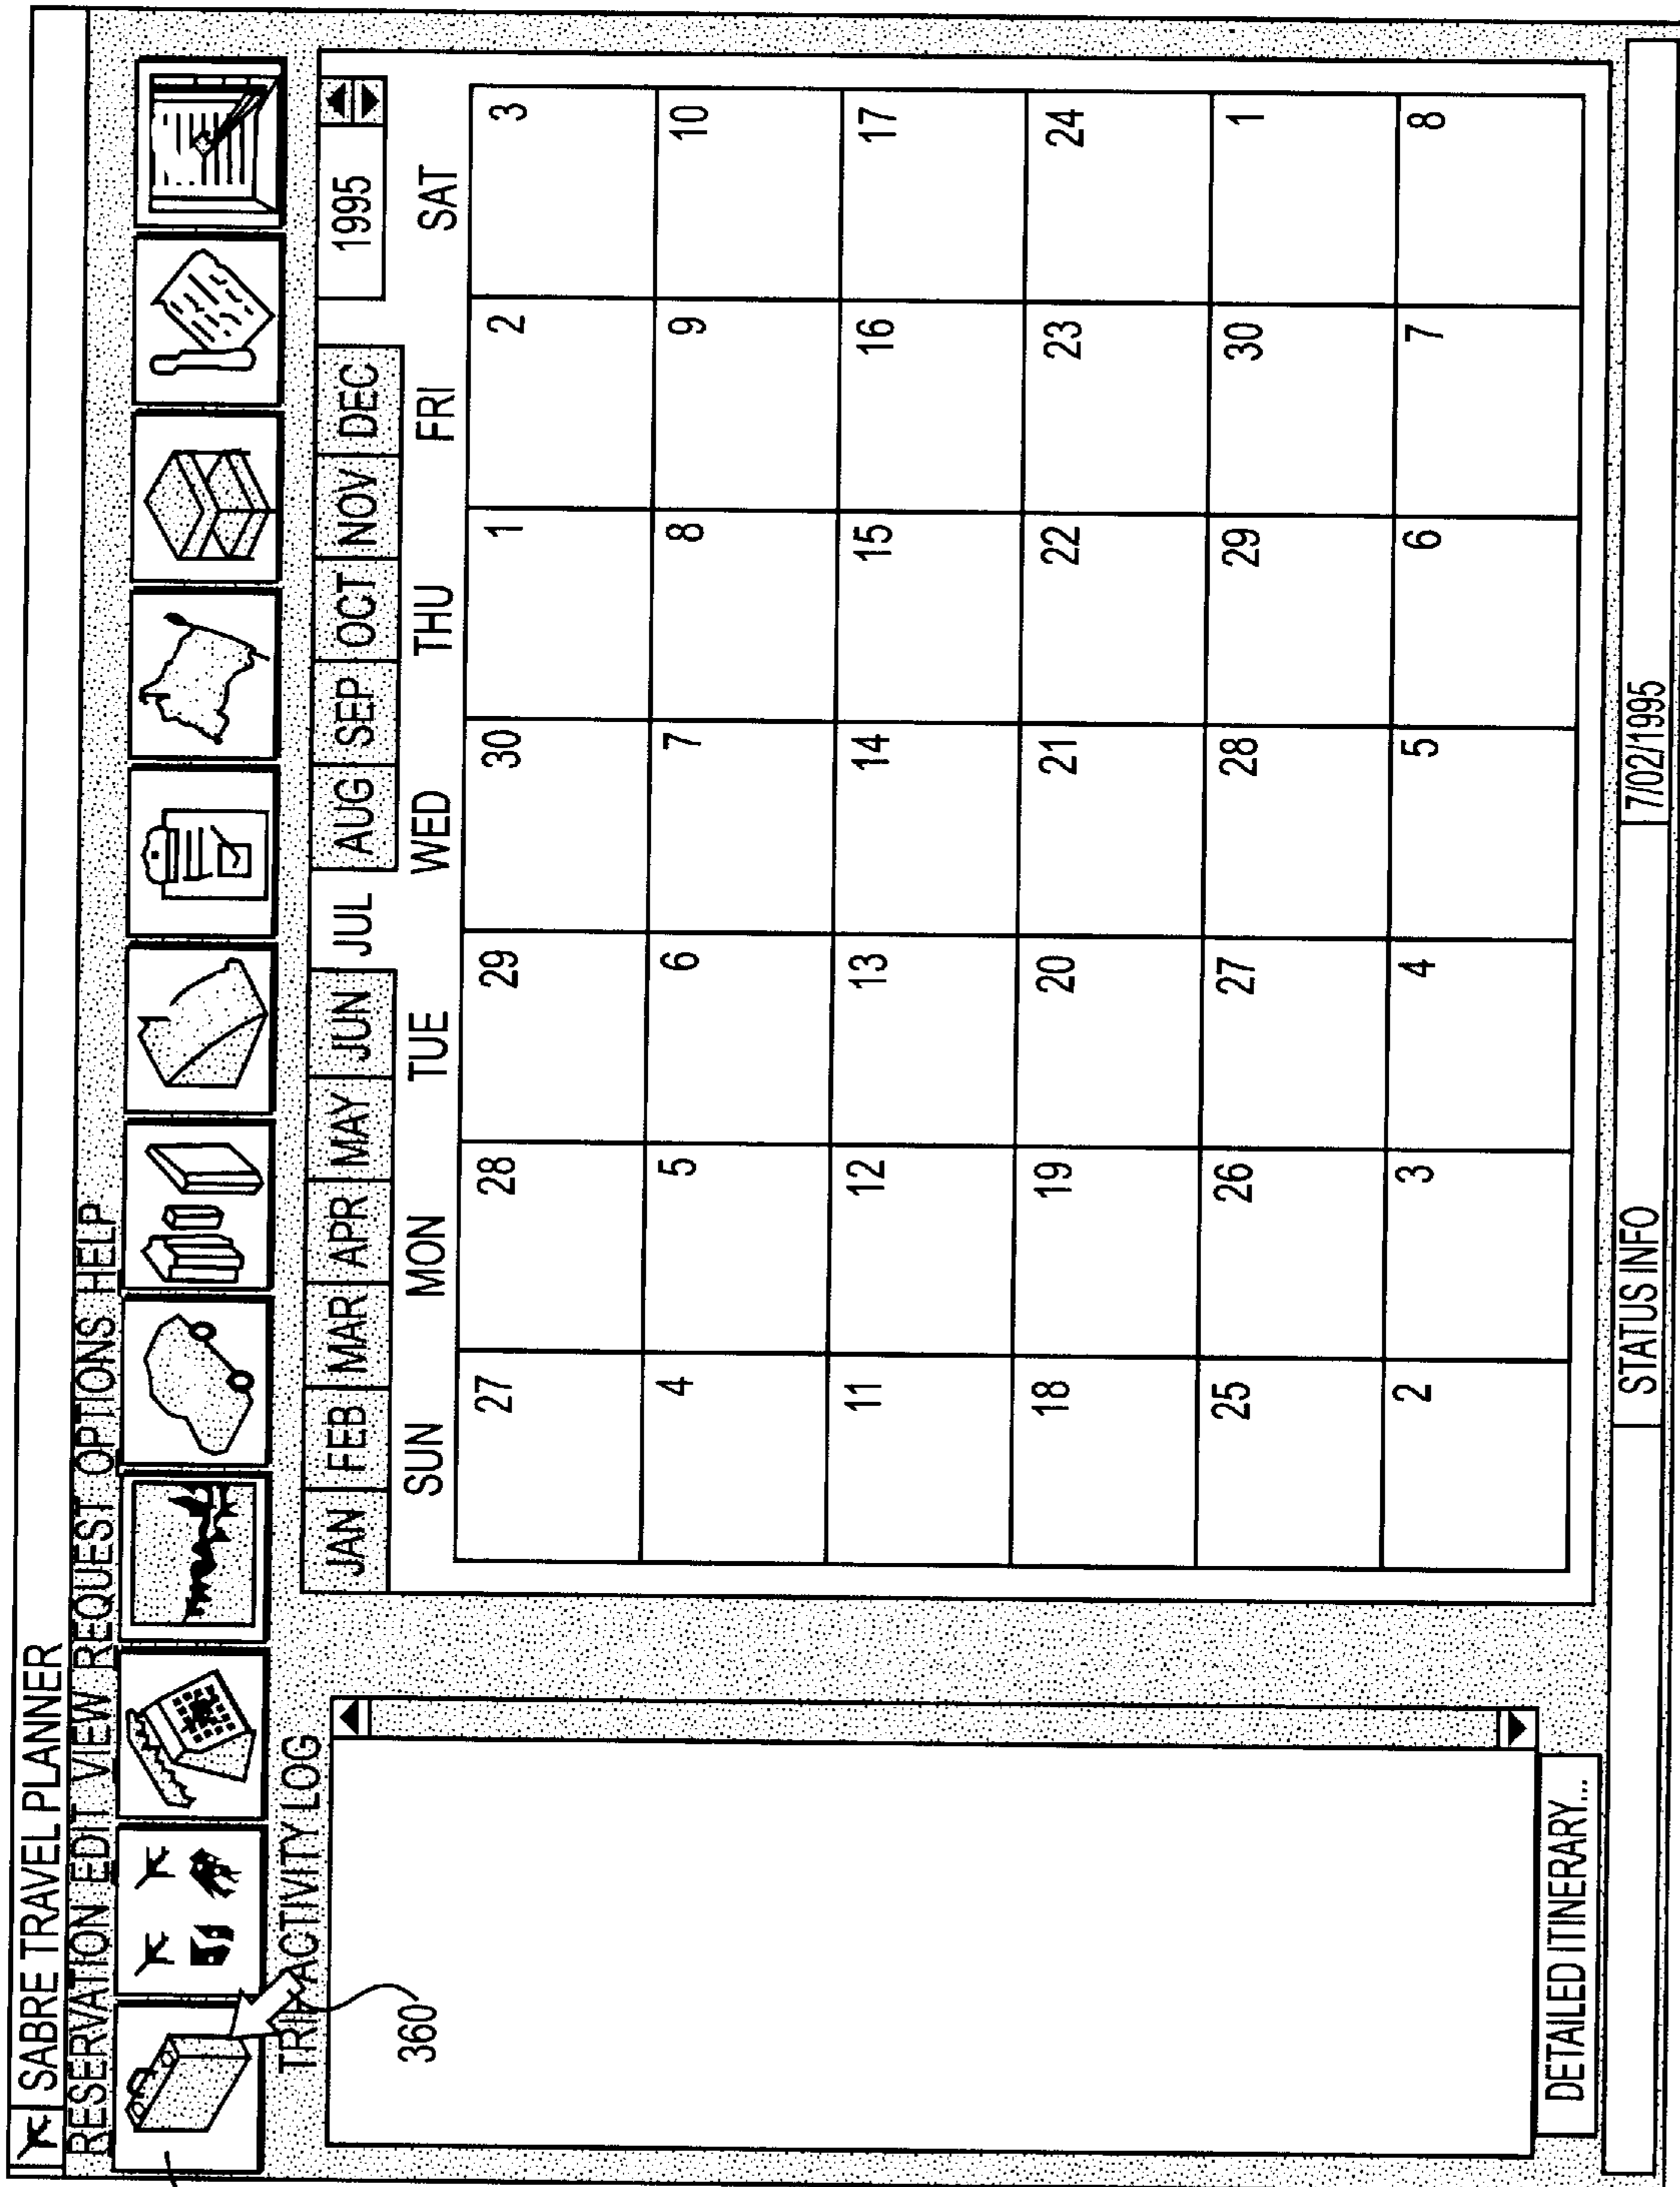 SABRE TRAVEL PLANNER
RESERVATION EDIT VIEW REQUEST OPTIONS HELP
TRIP ACTIVITY LOG
360
DETAILED ITINERARY...
JAN FEB MAR APR MAY JUN JUL AUG SEP OCT NOV DEC 1995
SUN MON TUE WED THU FRI SAT
27 28 29 30 1 2 3
4 5 6 7 8 9 10
11 12 13 14 15 16 17
18 19 20 21 22 23 24
25 26 27 28 29 30 1
2 3 4 5 6 7 8
STATUS INFO 7/02/1995